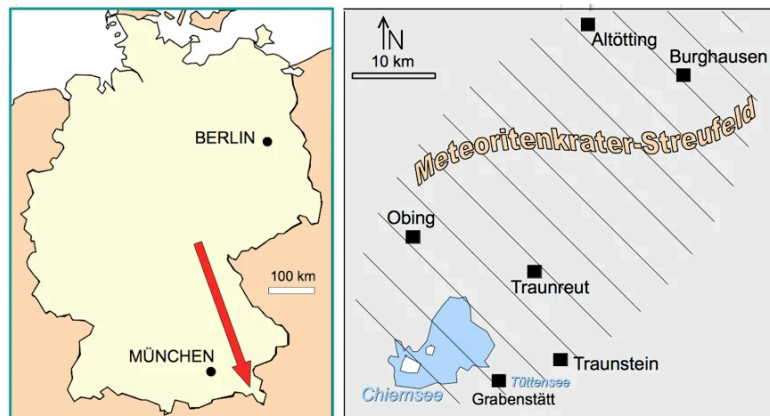 BERLIN
100 km
MÜNCHEN
N
10 km
Altötting
Burghausen
Meteoritenkrater-Streufeld
Obing
Traunreut
Traunstein
Chiemsee
Tüttensee
Grabenstätt